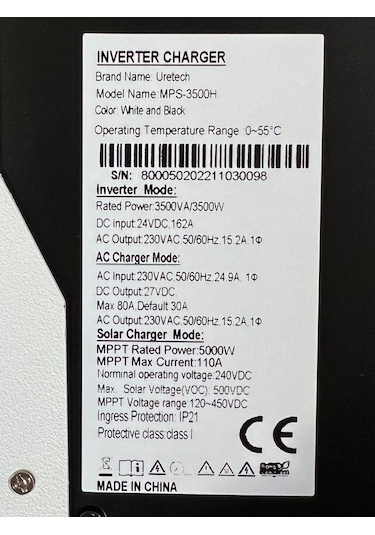 INVERTER CHARGER
Brand Name: Uretech
Model Name: MPS-3500H
Color: White and Black
Operating Temperature Range 0~55°C
S/N: 800050202211030098
Inverter Mode:
Rated Power:3500VA/3500W
DC Input:24VDC,162A
AC Output:230VAC,50/60Hz,15.2A,1Φ
AC Charger Mode:
AC Input:230VAC,50/60Hz,24.9A, 1Φ
DC Output:27VDC,
Max 80A,Default 30A
AC Output:230VAC,50/60Hz,15.2A,1Φ
Solar Charger Mode:
MPPT Rated Power:5000W
MPPT Max Current:110A
Norminal operating voltage:240VDC
Max. Solar Voltage(VOC): 500VDC
MPPT Voltage range 120~450VDC
Ingress Protection: IP21
Protective class:class I
CE
MADE IN CHINA